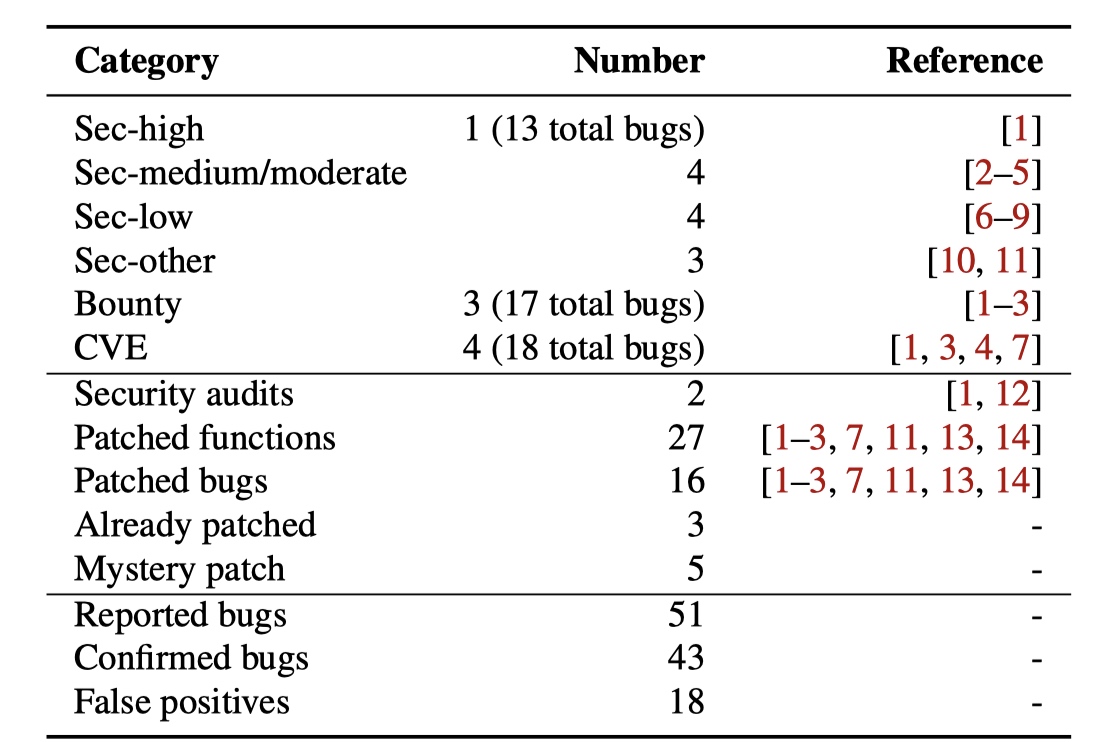 Category Number Reference
Sec-high 1 (13 total bugs) [1]
Sec-medium/moderate 4 [2–5]
Sec-low 4 [6–9]
Sec-other 3 [10, 11]
Bounty 3 (17 total bugs) [1–3]
CVE 4 (18 total bugs) [1, 3, 4, 7]
Security audits 2 [1, 12]
Patched functions 27 [1–3, 7, 11, 13, 14]
Patched bugs 16 [1–3, 7, 11, 13, 14]
Already patched 3 -
Mystery patch 5 -
Reported bugs 51 -
Confirmed bugs 43 -
False positives 18 -